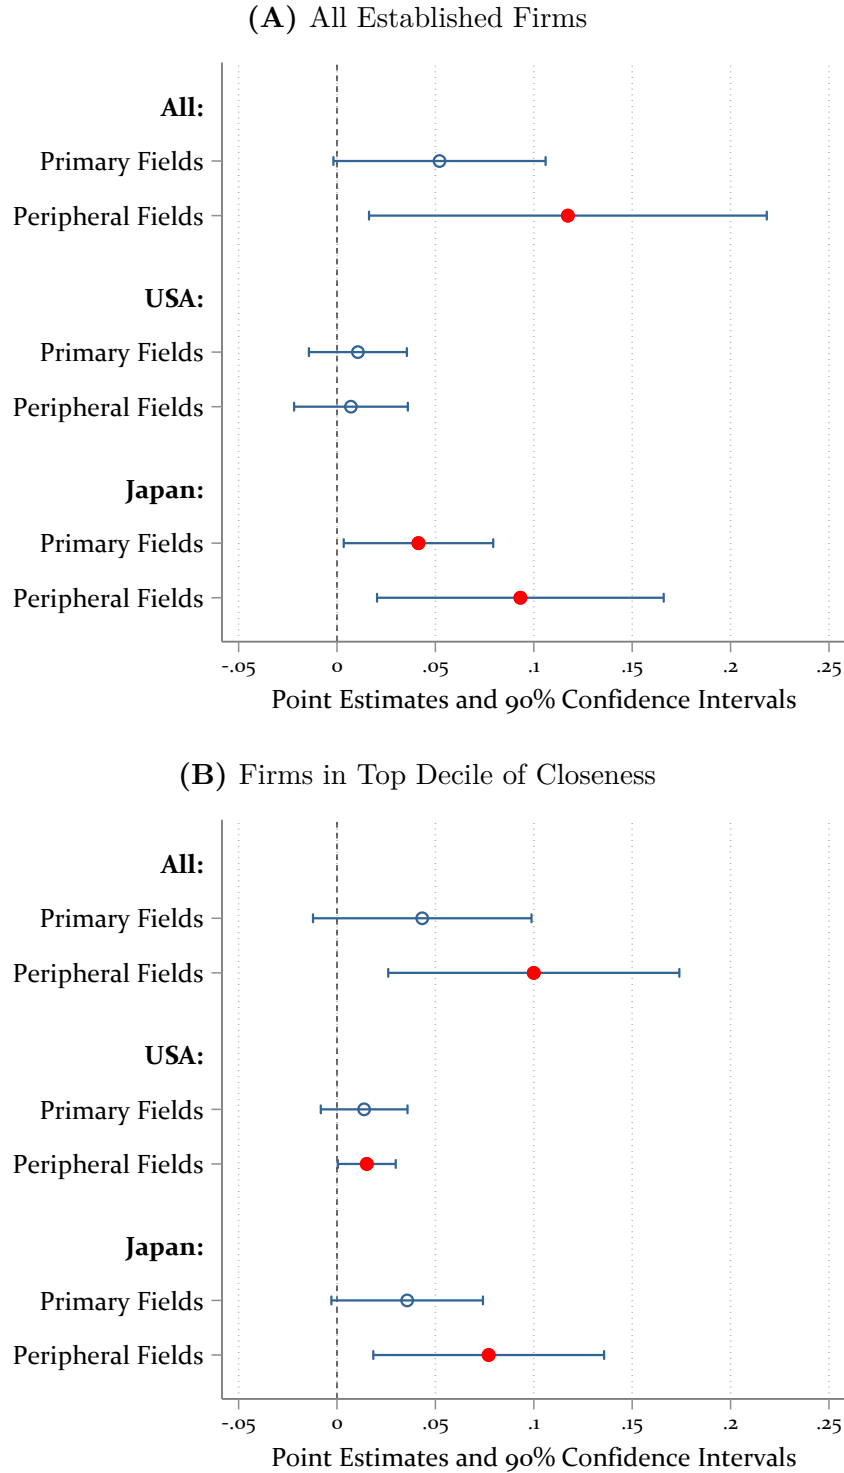 (A) All Established Firms
All:
Primary Fields
Peripheral Fields
USA:
Primary Fields
Peripheral Fields
Japan:
Primary Fields
Peripheral Fields
-.05 0 .05 .1 .15 .2 .25
Point Estimates and 90% Confidence Intervals
(B) Firms in Top Decile of Closeness
All:
Primary Fields
Peripheral Fields
USA:
Primary Fields
Peripheral Fields
Japan:
Primary Fields
Peripheral Fields
-.05 0 .05 .1 .15 .2 .25
Point Estimates and 90% Confidence Intervals